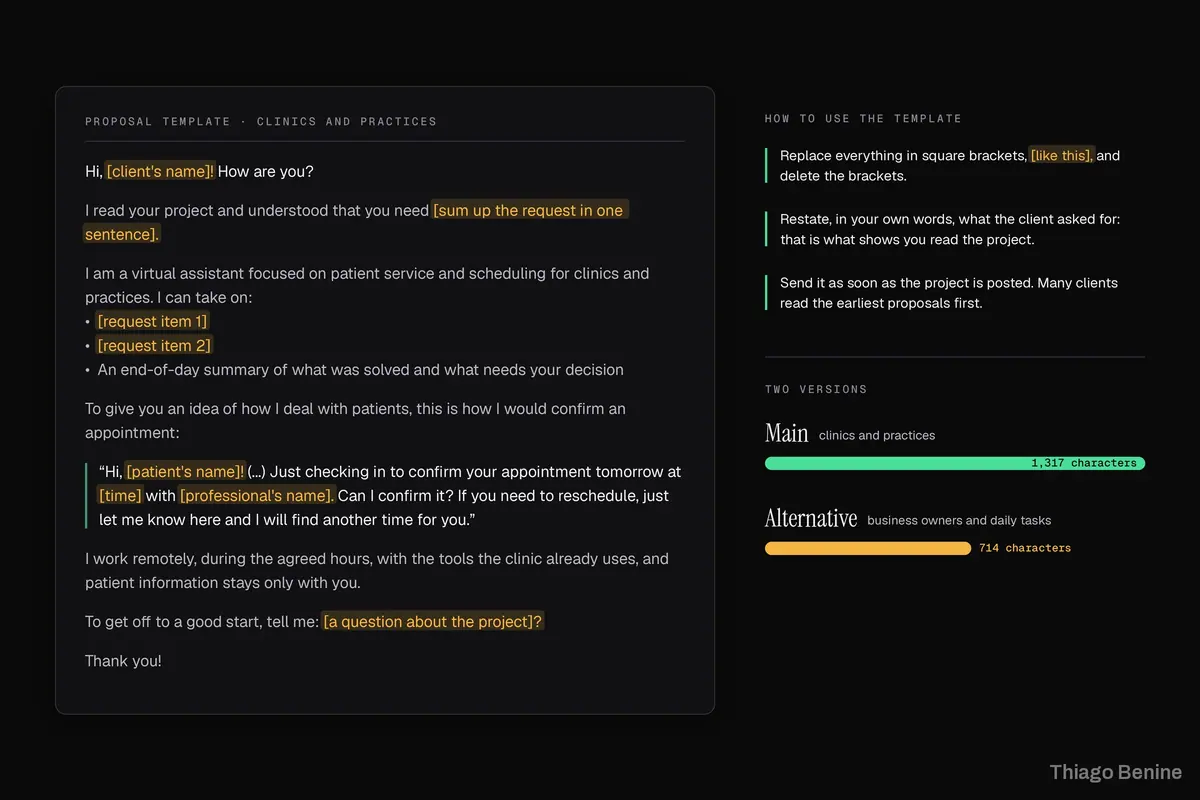 PROPOSAL TEMPLATE · CLINICS AND PRACTICES
Hi, [client's name]! How are you?
I read your project and understood that you need [sum up the request in one
sentence].
I am a virtual assistant focused on patient service and scheduling for clinics and
practices. I can take on:
• [request item 1]
• [request item 2]
• An end-of-day summary of what was solved and what needs your decision
To give you an idea of how I deal with patients, this is how I would confirm an
appointment:
“Hi, [patient's name]! (…) Just checking in to confirm your appointment tomorrow at
[time] with [professional's name]. Can I confirm it? If you need to reschedule, just
let me know here and I will find another time for you.”
I work remotely, during the agreed hours, with the tools the clinic already uses, and
patient information stays only with you.
To get off to a good start, tell me: [a question about the project]?
Thank you!
HOW TO USE THE TEMPLATE
Replace everything in square brackets, [like this], and
delete the brackets.
Restate, in your own words, what the client asked for:
that is what shows you read the project.
Send it as soon as the project is posted. Many clients
read the earliest proposals first.
TWO VERSIONS
Main clinics and practices
1,317 characters
Alternative business owners and daily tasks
714 characters
Thiago Benine